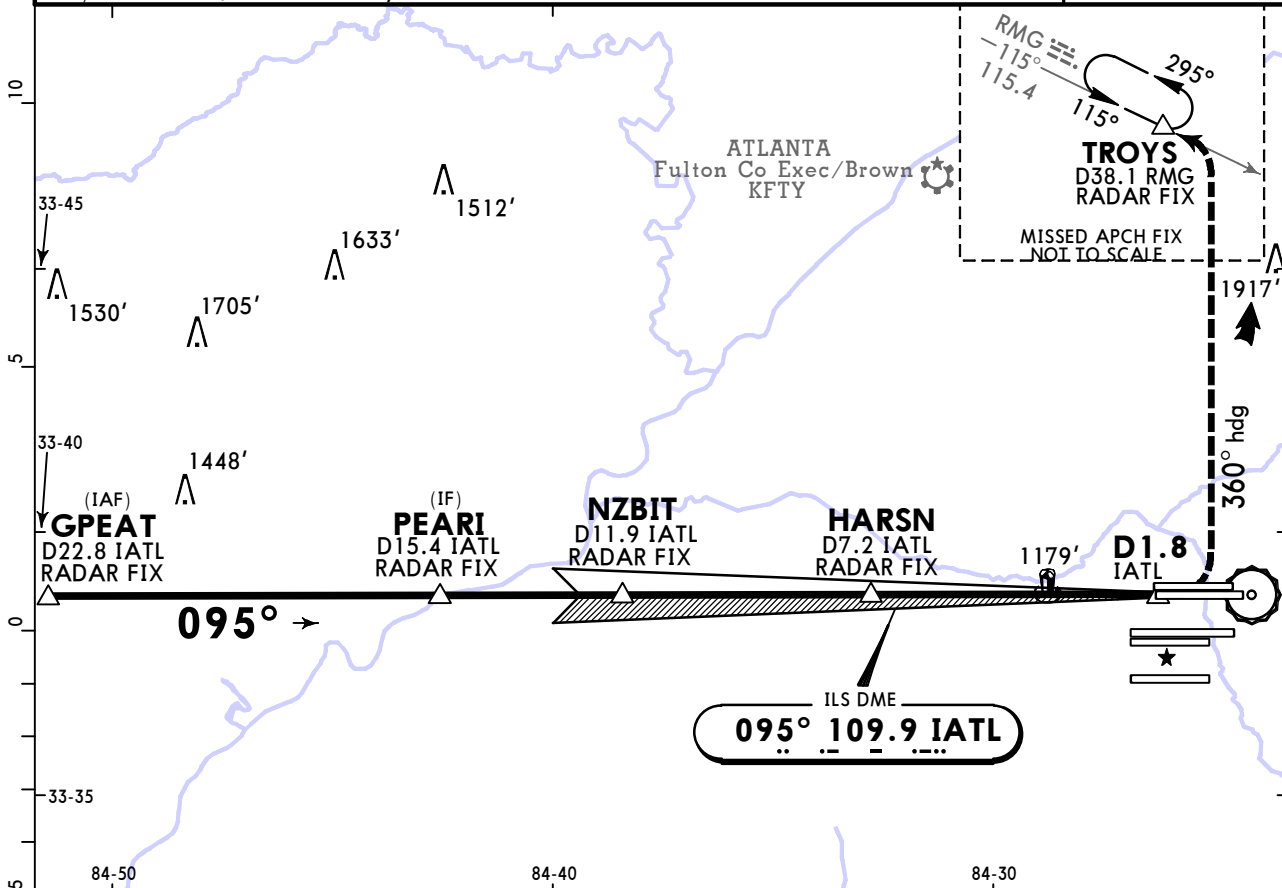 10
5
0
5
RMG
115°
115.4
115°
295°
TROYS
D38.1 RMG
RADAR FIX
MISSED APCH FIX
NOT TO SCALE
ATLANTA
Fulton Co Exec/Brown
KFTY
33-45
1512'
1633'
1530'
1705'
1917'
33-40
1448'
360° hdg
(IAF)
GPEAT
D22.8 IATL
RADAR FIX
(IF)
PEARI
D15.4 IATL
RADAR FIX
NZBIT
D11.9 IATL
RADAR FIX
HARSN
D7.2 IATL
RADAR FIX
1179'
D1.8
IATL
095°
ILS DME
095° 109.9 IATL
33-35
84-50
84-40
84-30